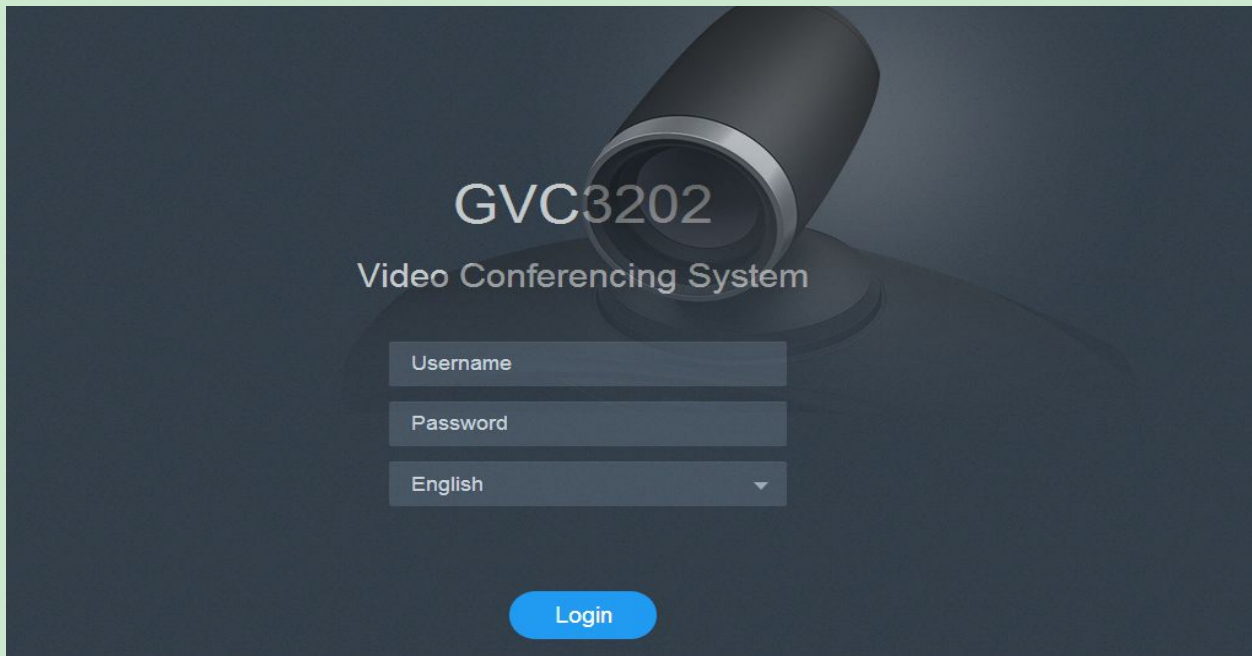 GVC3202
Video Conferencing System
Username
Password
English
Login